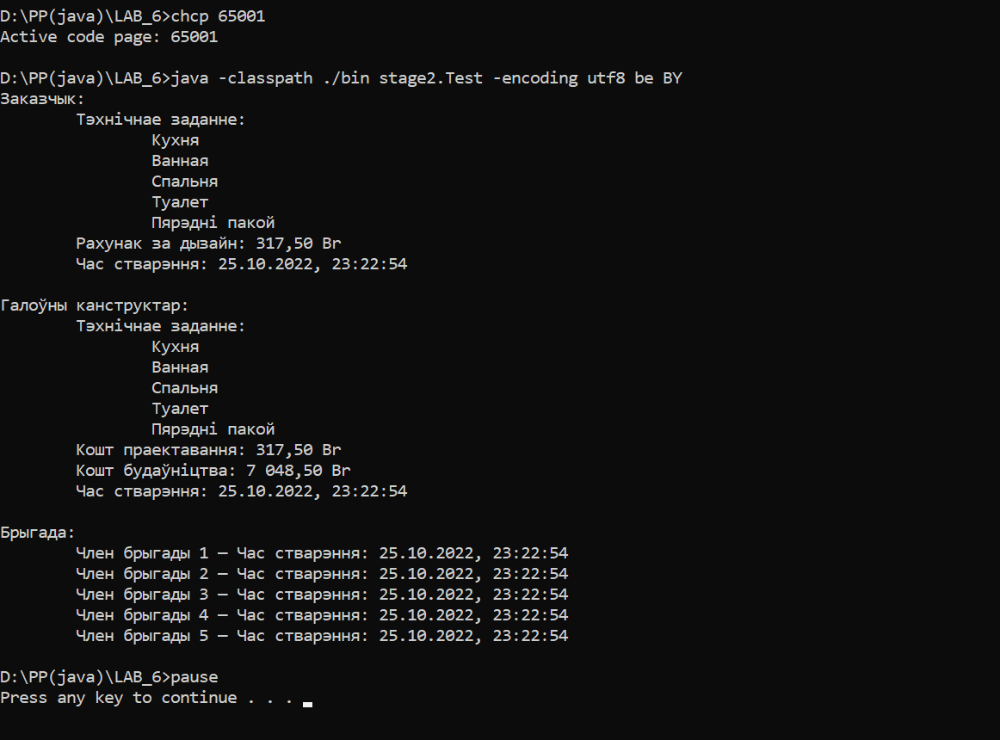 D:\PP(java)\LAB_6>chcp 65001
Active code page: 65001

D:\PP(java)\LAB_6>java -classpath ./bin stage2.Test -encoding utf8 be BY
Заказчык:
        Тэхнічнае заданне:
                Кухня
                Ванная
                Спальня
                Туалет
                Пярэдні пакой
        Рахунак за дызайн: 317,50 Br
        Час стварэння: 25.10.2022, 23:22:54

Галоўны канструктар:
        Тэхнічнае заданне:
                Кухня
                Ванная
                Спальня
                Туалет
                Пярэдні пакой
        Кошт праектавання: 317,50 Br
        Кошт будаўніцтва: 7 048,50 Br
        Час стварэння: 25.10.2022, 23:22:54

Брыгада:
        Член брыгады 1 — Час стварэння: 25.10.2022, 23:22:54
        Член брыгады 2 — Час стварэння: 25.10.2022, 23:22:54
        Член брыгады 3 — Час стварэння: 25.10.2022, 23:22:54
        Член брыгады 4 — Час стварэння: 25.10.2022, 23:22:54
        Член брыгады 5 — Час стварэння: 25.10.2022, 23:22:54

D:\PP(java)\LAB_6>pause
Press any key to continue . . .